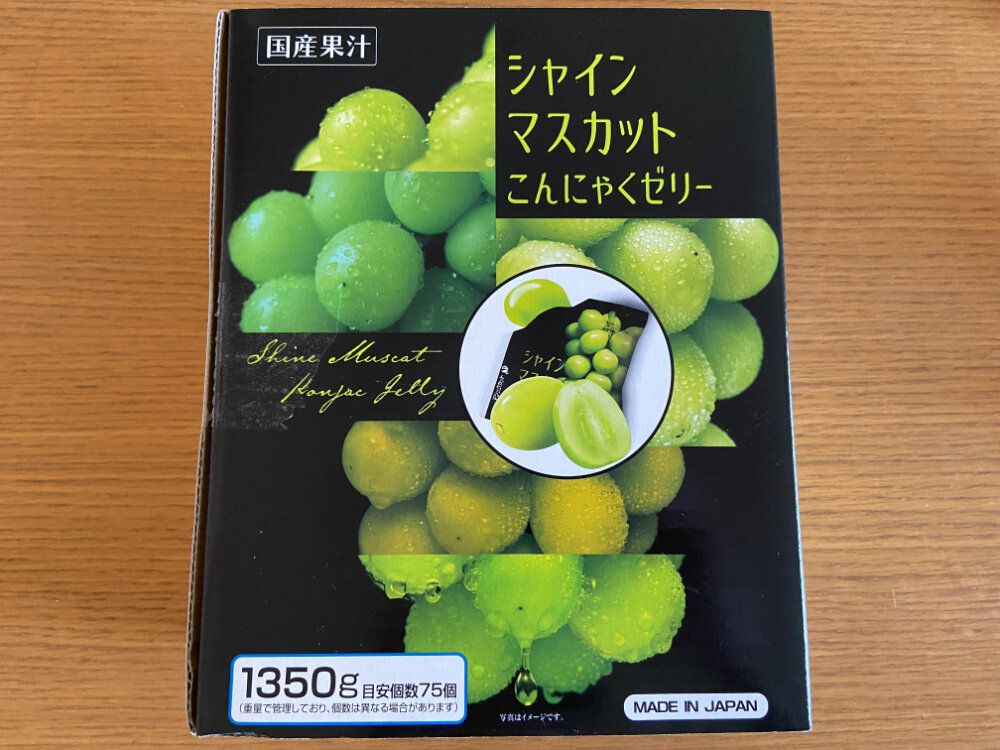 国産果汁
シャイン
マスカット
こんにゃくゼリー
Shine Muscat
Konjac Jelly
シャイン
マス
1350g 目安個数75個
(重量で管理しており、個数は異なる場合があります)
写真はイメージです。
MADE IN JAPAN